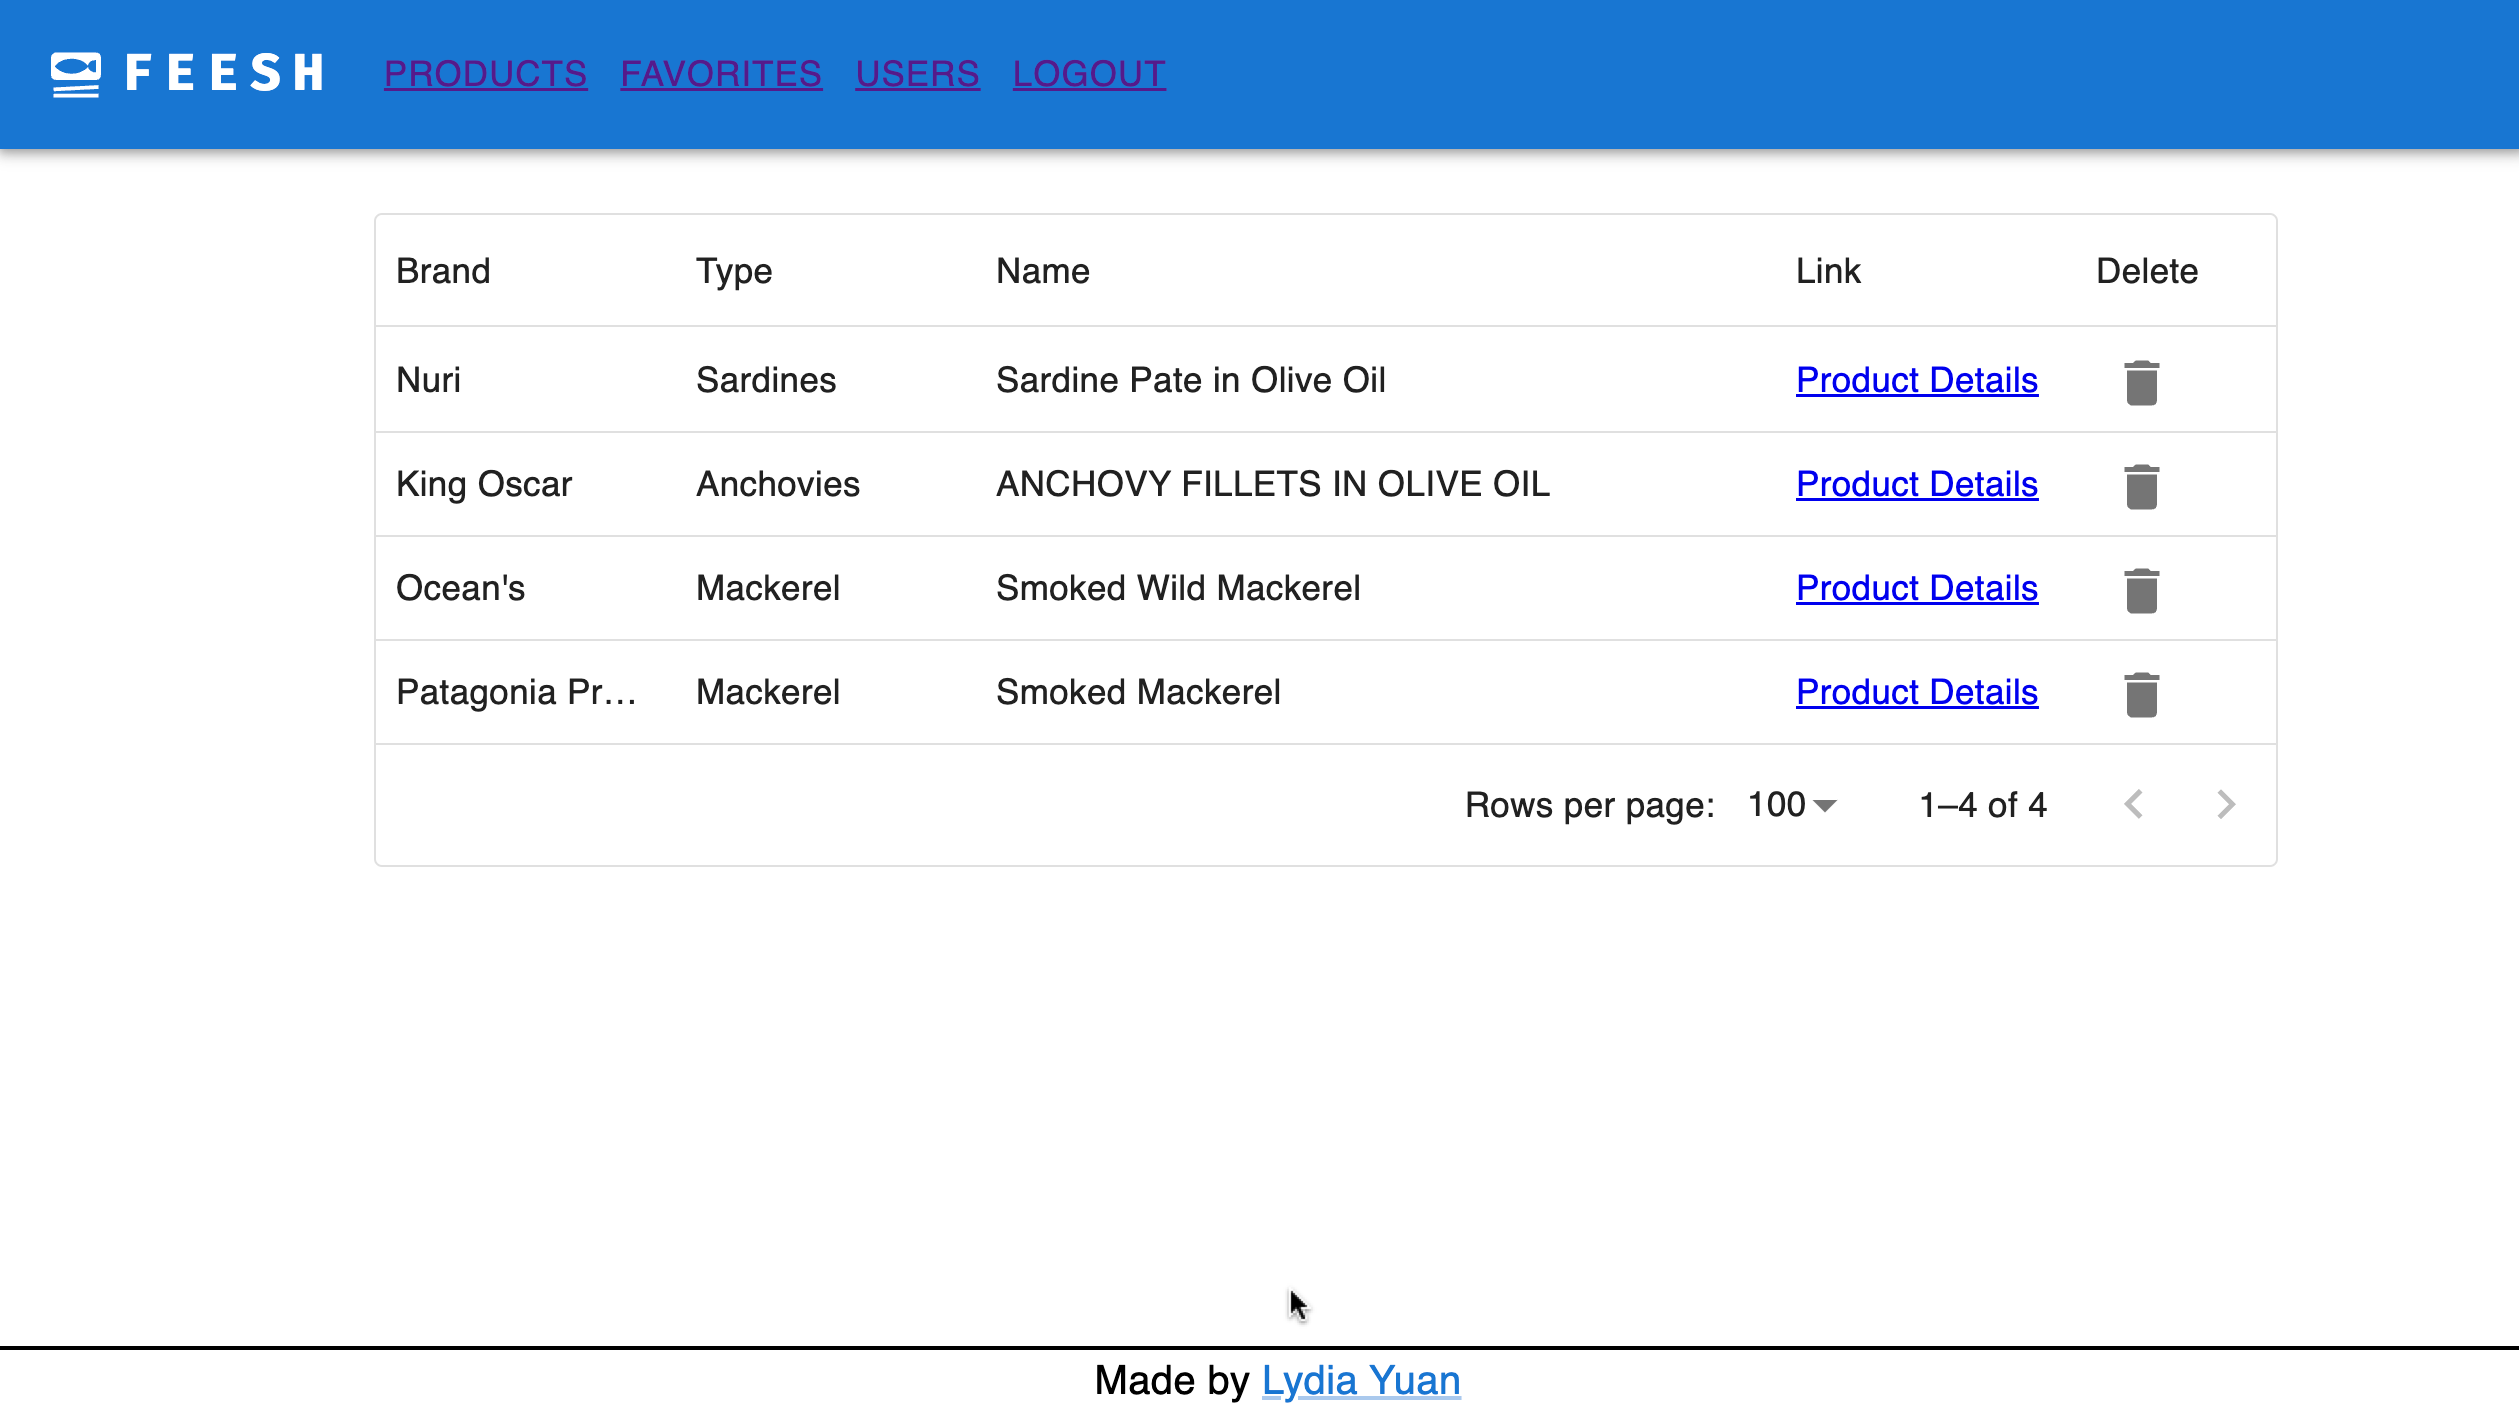 FEESH PRODUCTS FAVORITES USERS LOGOUT
Brand Type Name Link Delete
Nuri Sardines Sardine Pate in Olive Oil Product Details
King Oscar Anchovies ANCHOVY FILLETS IN OLIVE OIL Product Details
Ocean's Mackerel Smoked Wild Mackerel Product Details
Patagonia Pr... Mackerel Smoked Mackerel Product Details
Rows per page: 100 1–4 of 4
Made by Lydia Yuan